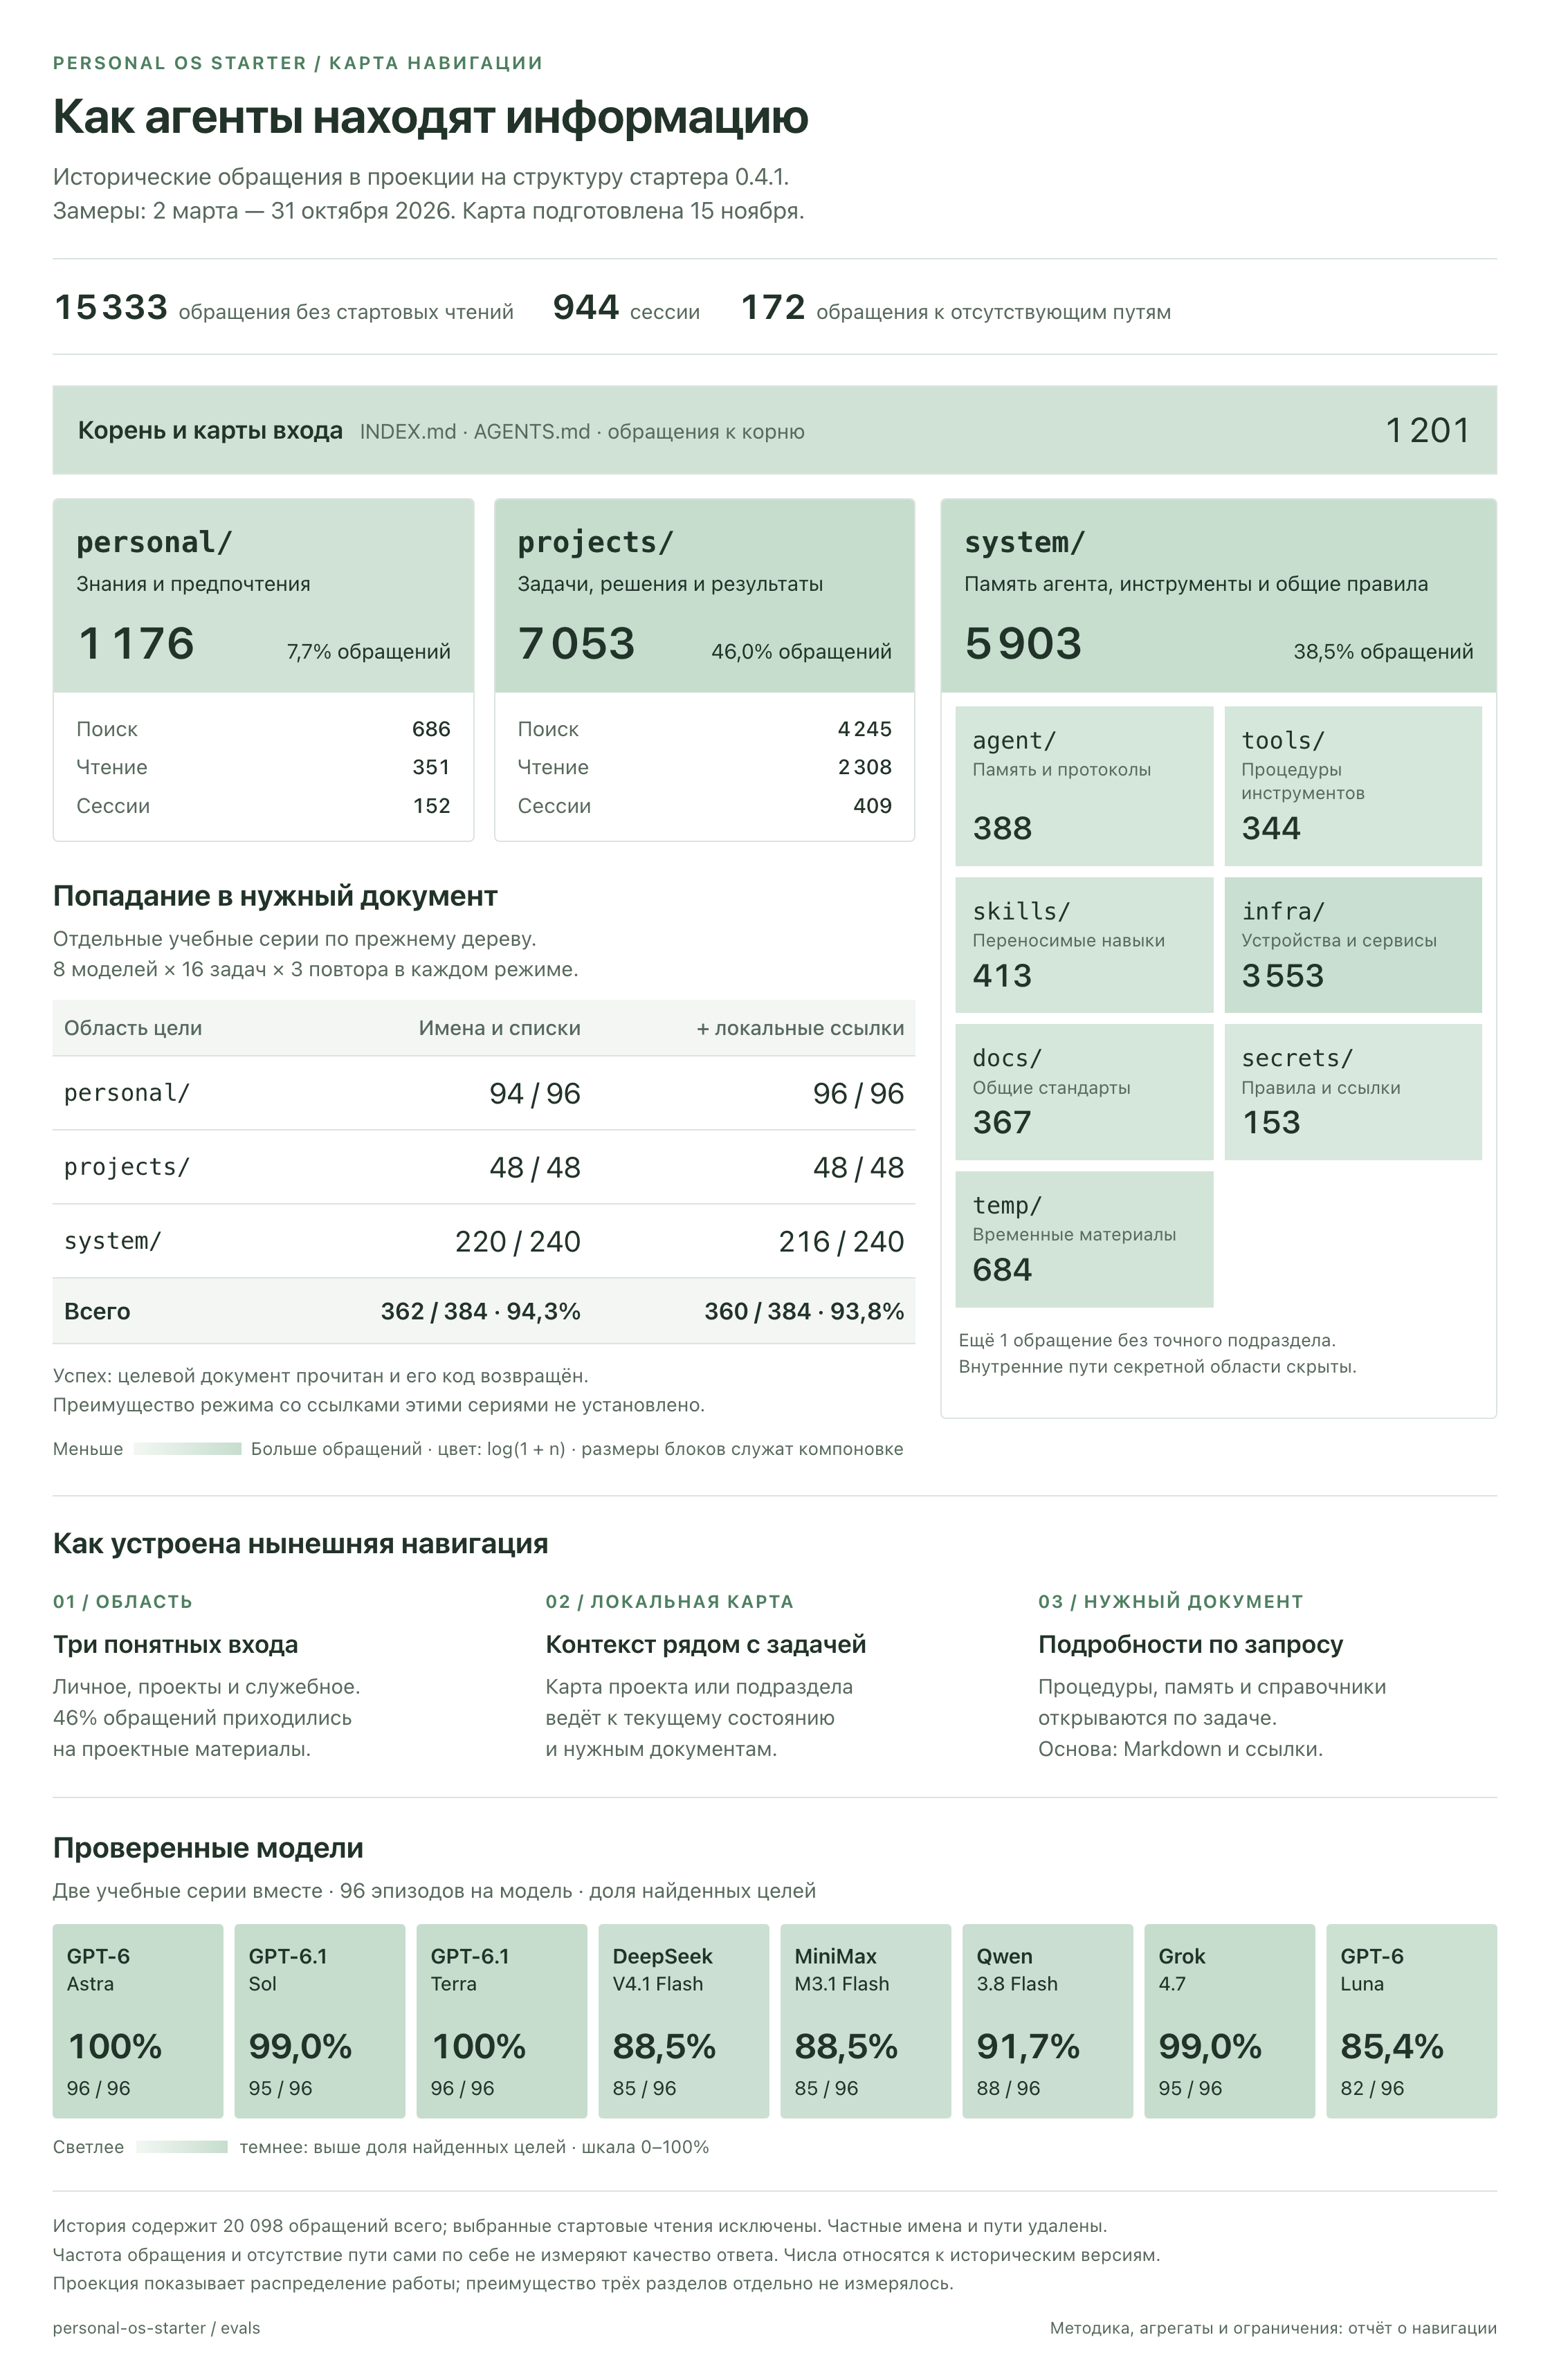 PERSONAL OS STARTER / КАРТА НАВИГАЦИИ
Как агенты находят информацию
Исторические обращения в проекции на структуру стартера 0.4.1.
Замеры: 2 марта — 31 октября 2026. Карта подготовлена 15 ноября.
15 333 обращения без стартовых чтений 944 сессии 172 обращения к отсутствующим путям
Корень и карты входа INDEX.md · AGENTS.md · обращения к корню 1 201
personal/
Знания и предпочтения
1 176 7,7% обращений
Поиск 686
Чтение 351
Сессии 152
projects/
Задачи, решения и результаты
7 053 46,0% обращений
Поиск 4 245
Чтение 2 308
Сессии 409
system/
Память агента, инструменты и общие правила
5 903 38,5% обращений
agent/
Память и протоколы
388
tools/
Процедуры
инструментов
344
skills/
Переносимые навыки
413
infra/
Устройства и сервисы
3 553
docs/
Общие стандарты
367
secrets/
Правила и ссылки
153
temp/
Временные материалы
684
Ещё 1 обращение без точного подраздела.
Внутренние пути секретной области скрыты.
Попадание в нужный документ
Отдельные учебные серии по прежнему дереву.
8 моделей × 16 задач × 3 повтора в каждом режиме.
Область цели Имена и списки + локальные ссылки
personal/ 94 / 96 96 / 96
projects/ 48 / 48 48 / 48
system/ 220 / 240 216 / 240
Всего 362 / 384 · 94,3% 360 / 384 · 93,8%
Успех: целевой документ прочитан и его код возвращён.
Преимущество режима со ссылками этими сериями не установлено.
Меньше Больше обращений · цвет: log(1 + n) · размеры блоков служат компоновке
Как устроена нынешняя навигация
01 / ОБЛАСТЬ
Три понятных входа
Личное, проекты и служебное.
46% обращений приходились
на проектные материалы.
02 / ЛОКАЛЬНАЯ КАРТА
Контекст рядом с задачей
Карта проекта или подраздела
ведёт к текущему состоянию
и нужным документам.
03 / НУЖНЫЙ ДОКУМЕНТ
Подробности по запросу
Процедуры, память и справочники
открываются по задаче.
Основа: Markdown и ссылки.
Проверенные модели
Две учебные серии вместе · 96 эпизодов на модель · доля найденных целей
GPT-6
Astra
100%
96 / 96
GPT-6.1
Sol
99,0%
95 / 96
GPT-6.1
Terra
100%
96 / 96
DeepSeek
V4.1 Flash
88,5%
85 / 96
MiniMax
M3.1 Flash
88,5%
85 / 96
Qwen
3.8 Flash
91,7%
88 / 96
Grok
4.7
99,0%
95 / 96
GPT-6
Luna
85,4%
82 / 96
Светлее темнее: выше доля найденных целей · шкала 0–100%
История содержит 20 098 обращений всего; выбранные стартовые чтения исключены. Частные имена и пути удалены.
Частота обращения и отсутствие пути сами по себе не измеряют качество ответа. Числа относятся к историческим версиям.
Проекция показывает распределение работы; преимущество трёх разделов отдельно не измерялось.
personal-os-starter / evals Методика, агрегаты и ограничения: отчёт о навигации